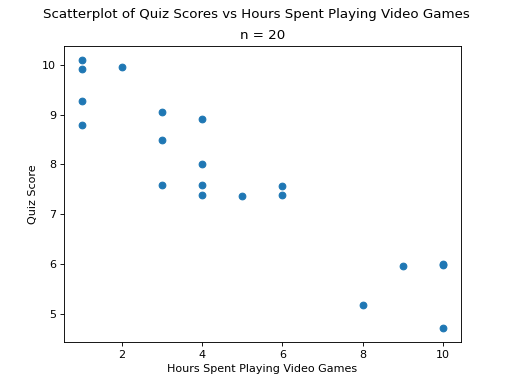 Scatterplot of Quiz Scores vs Hours Spent Playing Video Games
n = 20
10
9
8
7
6
5
Quiz Score
2
4
6
8
10
Hours Spent Playing Video Games